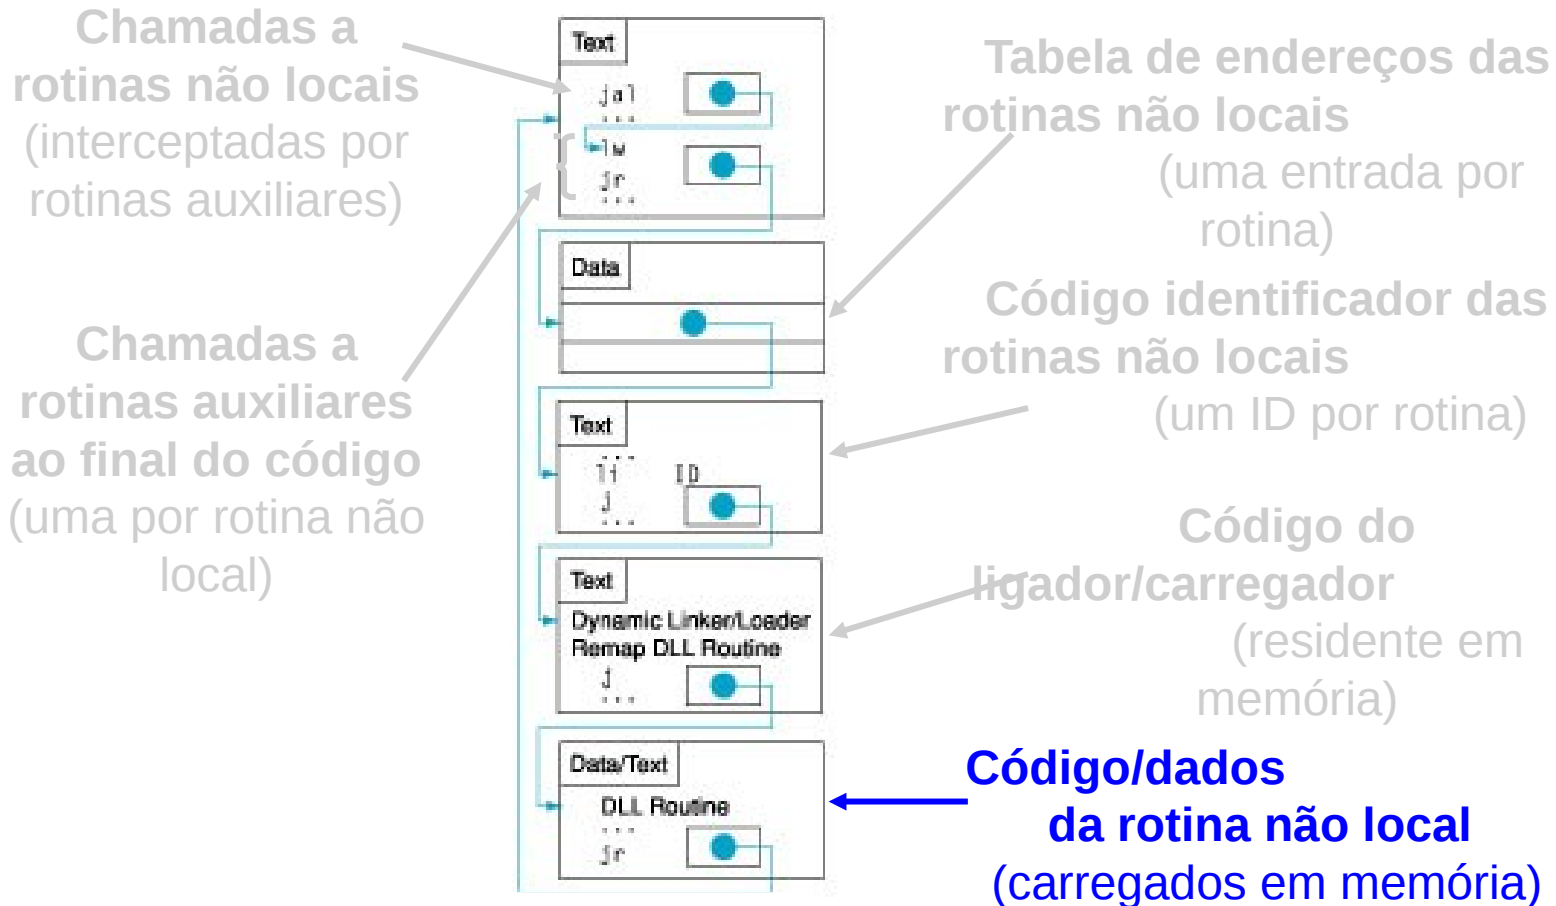 Chamadas a
rotinas não locais
(interceptadas por
rotinas auxiliares)
Chamadas a
rotinas auxiliares
ao final do código
(uma por rotina não
local)
Text
jal
...
lw
jr
...
Data
Text
...
li ID
j
...
Text
Dynamic Linker/Loader
Remap DLL Routine
j
...
Data/Text
DLL Routine
...
jr
Tabela de endereços das
rotinas não locais
(uma entrada por
rotina)
Código identificador das
rotinas não locais
(um ID por rotina)
Código do
ligador/carregador
(residente em
memória)
Código/dados
da rotina não local
(carregados em memória)